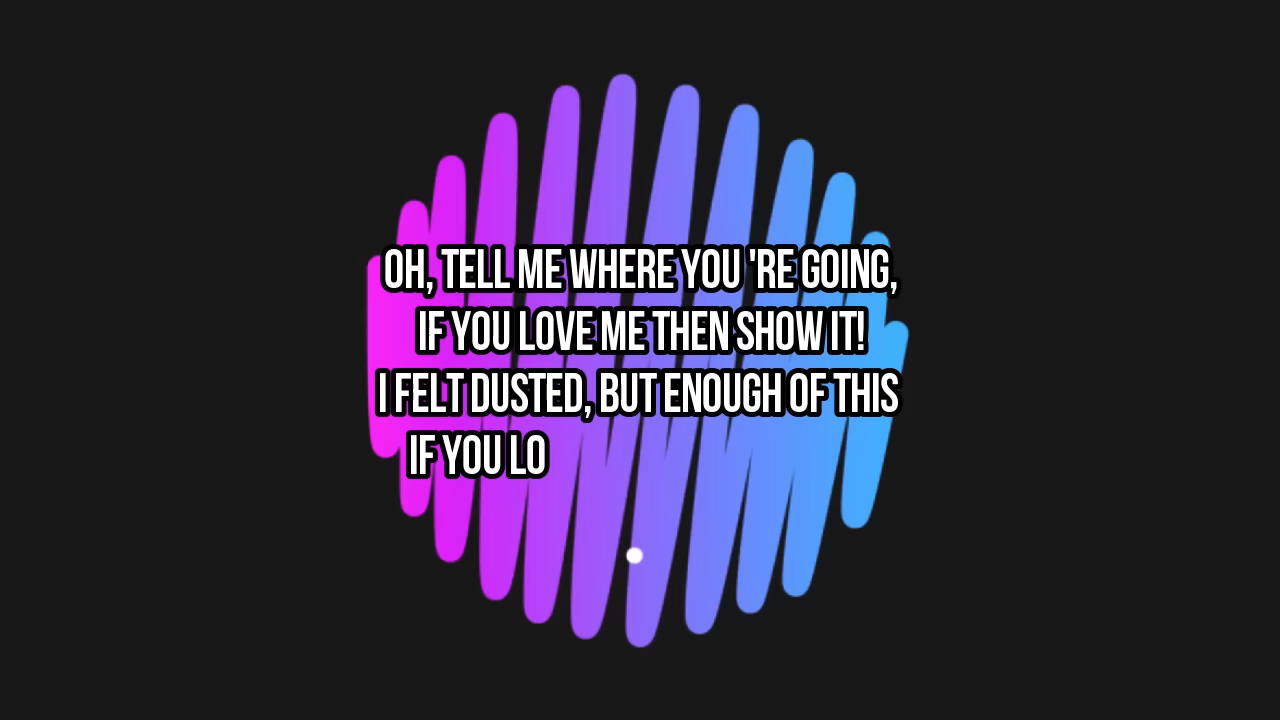 OH, TELL ME WHERE YOU 'RE GOING,
IF YOU LOVE ME THEN SHOW IT!
I FELT DUSTED, BUT ENOUGH OF THIS
IF YOU LO